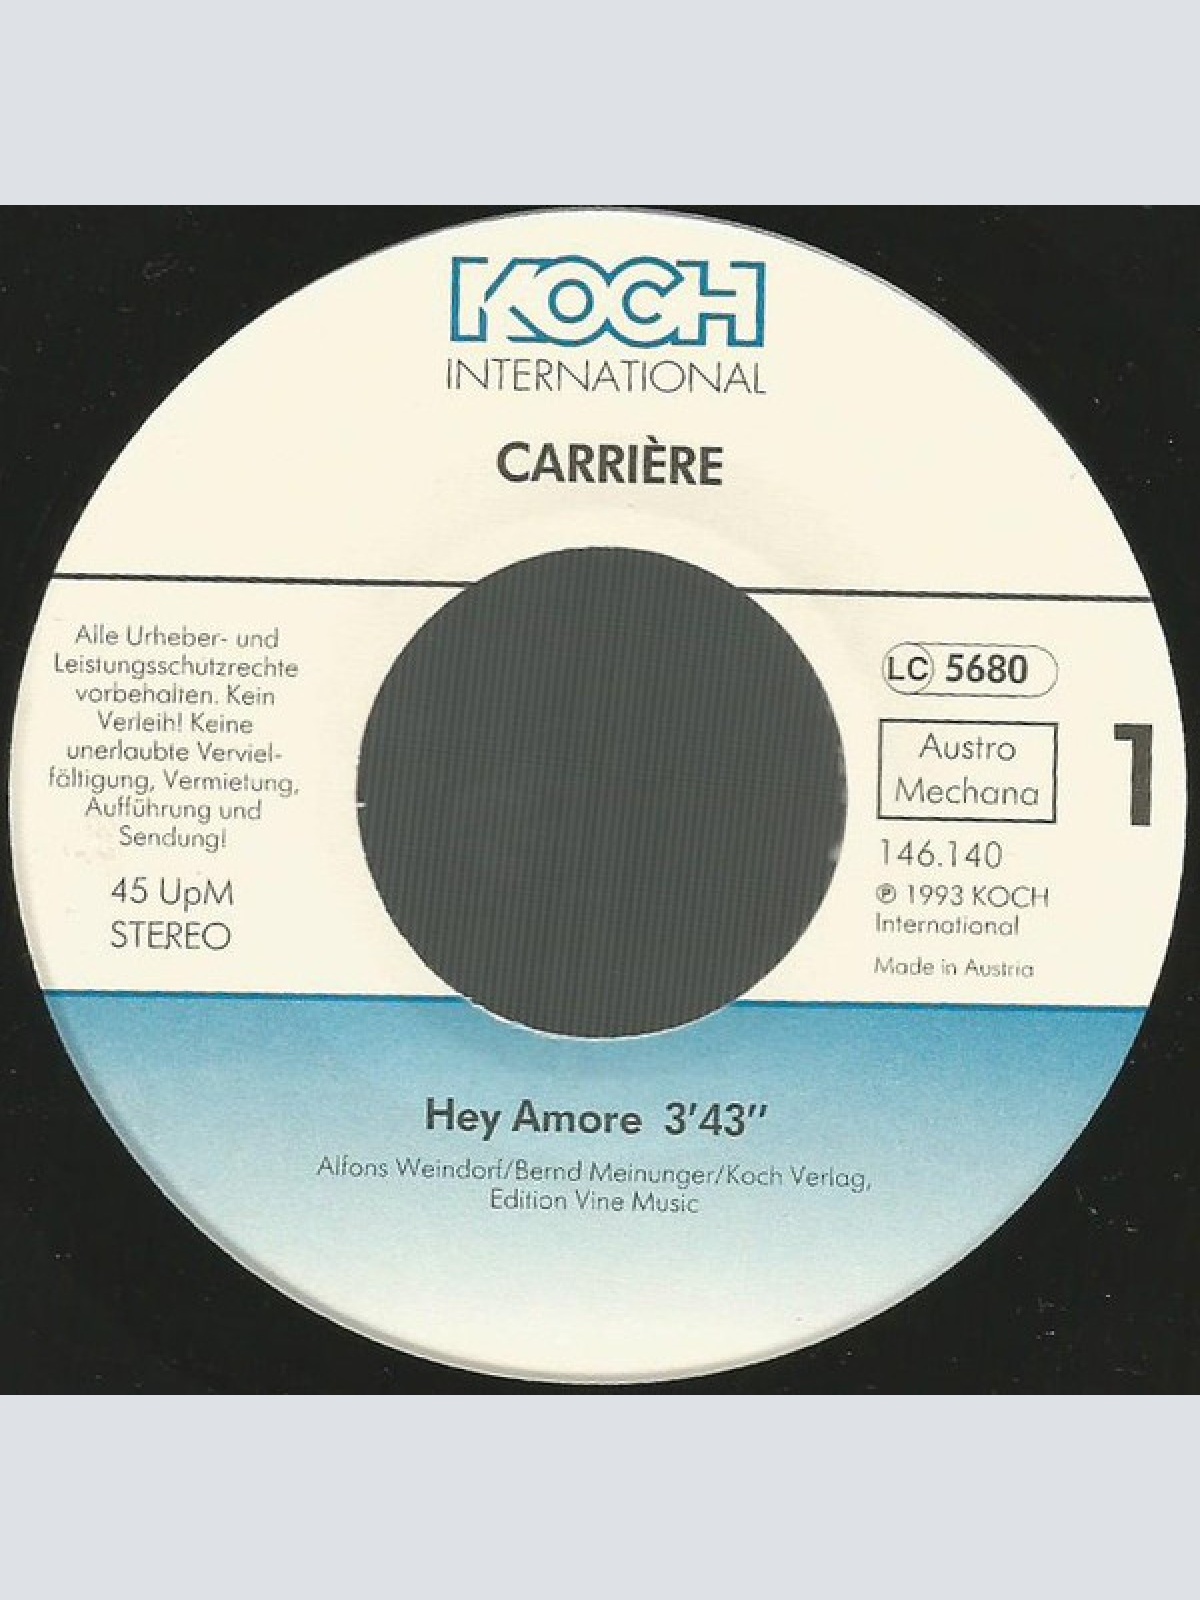 KOCH
INTERNATIONAL
CARRIÈRE
Alle Urheber- und
Leistungsschutzrechte
vorbehalten. Kein
Verleih! Keine
unerlaubte Verviel-
fältigung, Vermietung,
Aufführung und
Sendung!
45 UpM
STEREO
LC 5680
Austro
Mechana
1
146.140
℗ 1993 KOCH
International
Made in Austria
Hey Amore 3'43"
Alfons Weindorf/Bernd Meinunger/Koch Verlag,
Edition Vine Music